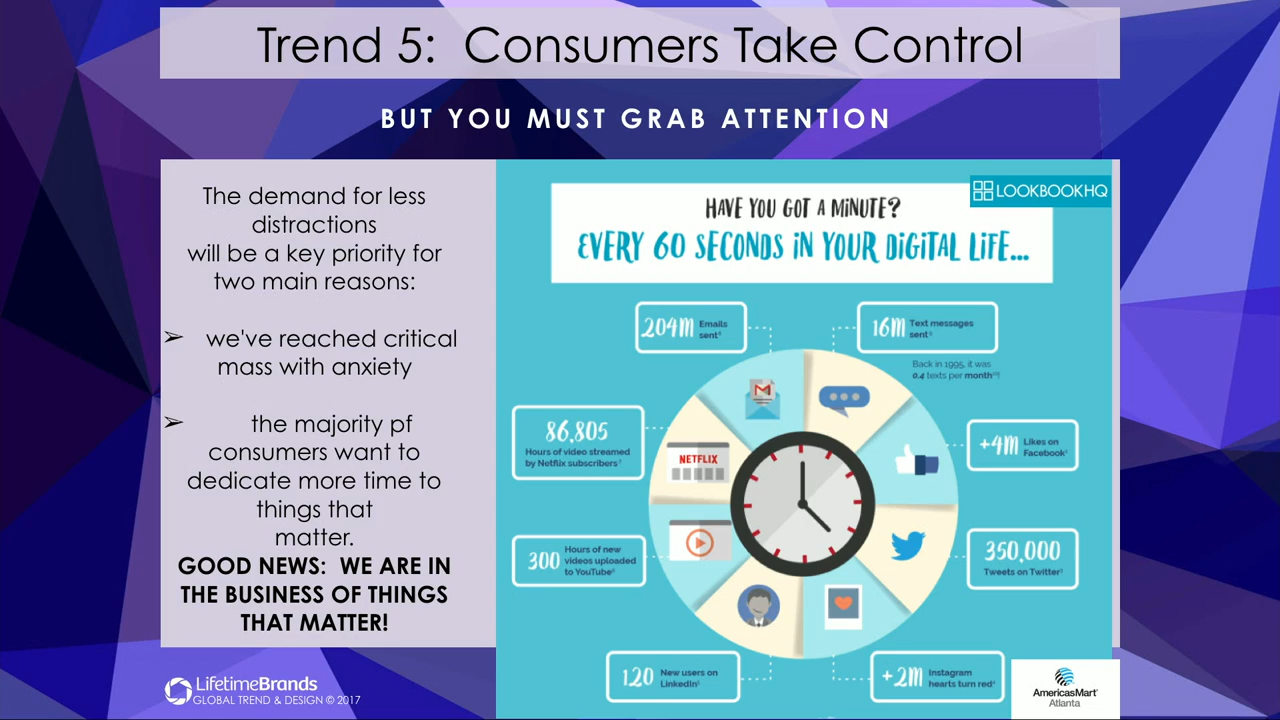 Trend 5: Consumers Take Control
BUT YOU MUST GRAB ATTENTION
The demand for less
distractions
will be a key priority for
two main reasons:
➢ we've reached critical
mass with anxiety
➢ the majority pf
consumers want to
dedicate more time to
things that
matter.
GOOD NEWS: WE ARE IN
THE BUSINESS OF THINGS
THAT MATTER!
LOOKBOOKHQ
HAVE YOU GOT A MINUTE?
EVERY 60 SECONDS IN YOUR DIGITAL LIFE...
204M Emails
sent
16M Text messages
sent
Back in 1995, it was
0.4 texts per month
86,805
Hours of video streamed
by Netflix subscribers
NETFLIX
+4M Likes on
Facebook
300 Hours of new
videos uploaded
to YouTube
350,000
Tweets on Twitter
120 New users on
LinkedIn
+2M Instagram
hearts turn red
LifetimeBrands
GLOBAL TREND & DESIGN © 2017
AmericasMart
Atlanta